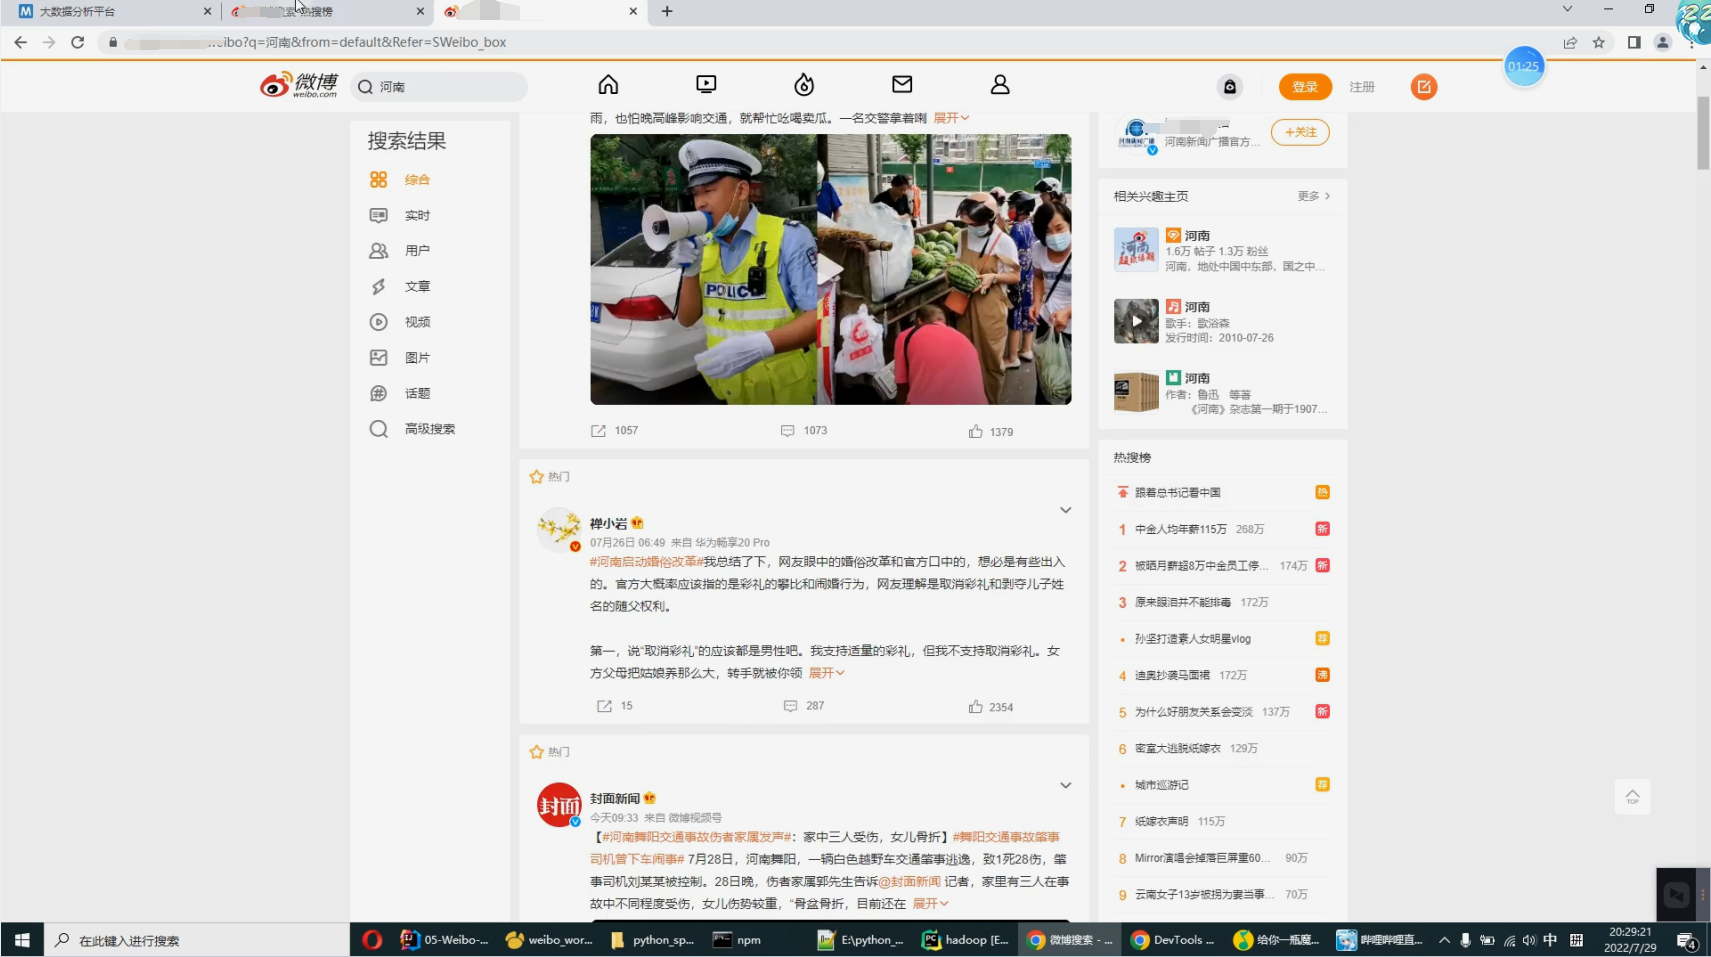 大数据分析平台
热搜榜
22
eibo?q=河南&from=default&Refer=SWeibo_box
01:25
微博
weibo.com
河南
登录
注册
搜索结果
综合
实时
用户
文章
视频
图片
话题
高级搜索
雨，也怕晚高峰影响交通，就帮忙吆喝卖瓜。一名交警拿着喇 展开
POLICE
1057
1073
1379
热门
禅小岩
07月26日 06:49 来自 华为畅享20 Pro
#河南启动婚俗改革#我总结了下，网友眼中的婚俗改革和官方口中的，想必是有些出入
的。官方大概率应该指的是彩礼的攀比和闹婚行为，网友理解是取消彩礼和剥夺儿子姓
名的随父权利。
第一，说“取消彩礼”的应该都是男性吧。我支持适量的彩礼，但我不支持取消彩礼。女
方父母把姑娘养那么大，转手就被你领 展开
15
287
2354
热门
封面
封面新闻
今天09:33 来自 微博视频号
【#河南舞阳交通事故伤者家属发声#：家中三人受伤，女儿骨折】#舞阳交通事故肇事
司机曾下车闹事# 7月28日，河南舞阳，一辆白色越野车交通肇事逃逸，致1死28伤，肇
事司机刘某某被控制。28日晚，伤者家属郭先生告诉@封面新闻 记者，家里有三人在事
故中不同程度受伤，女儿伤势较重，“骨盆骨折，目前还在 展开
河南新闻广播官方...
+关注
相关兴趣主页
更多
河南
1.6万 帖子 1.3万 粉丝
河南，地处中国中东部，国之中...
河南
歌手：歌浴森
发行时间：2010-07-26
河南
作者：鲁迅 等著
《河南》杂志第一期于1907...
热搜榜
跟着总书记看中国 热
1 中金人均年薪115万 268万 新
2 被晒月薪超8万中金员工停... 174万 新
3 原来眼泪并不能排毒 172万
• 孙坚打造素人女明星vlog 荐
4 迪奥抄袭马面裙 172万 沸
5 为什么好朋友关系会变淡 137万 新
6 密室大逃脱纸嫁衣 129万
• 城市巡游记 荐
7 纸嫁衣声明 115万
8 Mirror演唱会掉落巨屏重60... 90万
9 云南女子13岁被拐为妻当事... 70万
TOP
在此键入进行搜索
05-Weibo-...
weibo_wor...
python_sp...
npm
E:\python_...
hadoop [E...
微博搜索 - ...
DevTools ...
给你一瓶魔...
哔哩哔哩直...
中
拼
20:29:21
2022/7/29
4